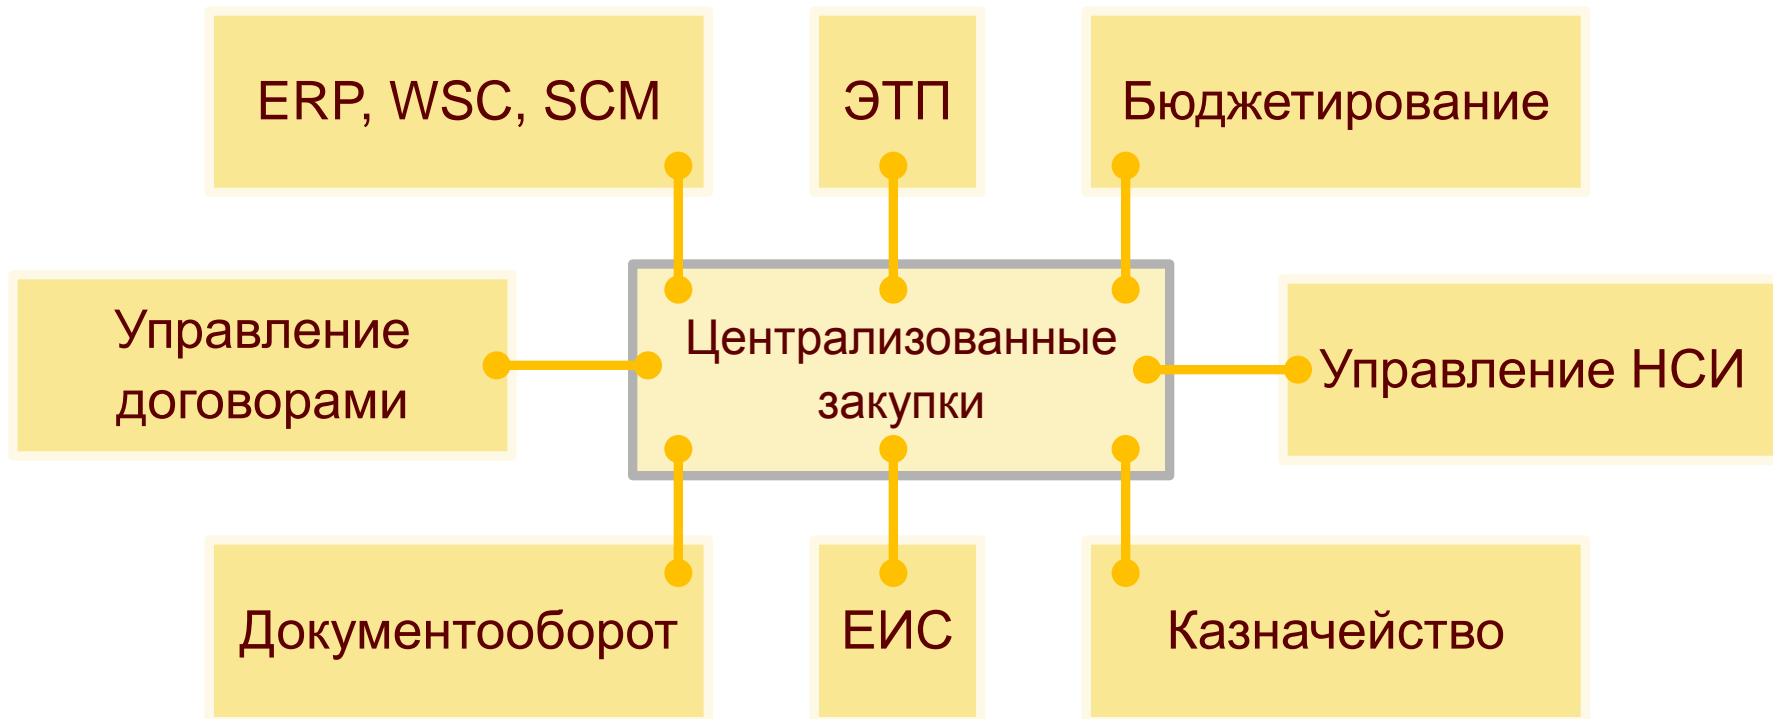 ERP, WSC, SCM
ЭТП
Бюджетирование
Управление
договорами
Централизованные
закупки
Управление НСИ
Документооборот
ЕИС
Казначейство